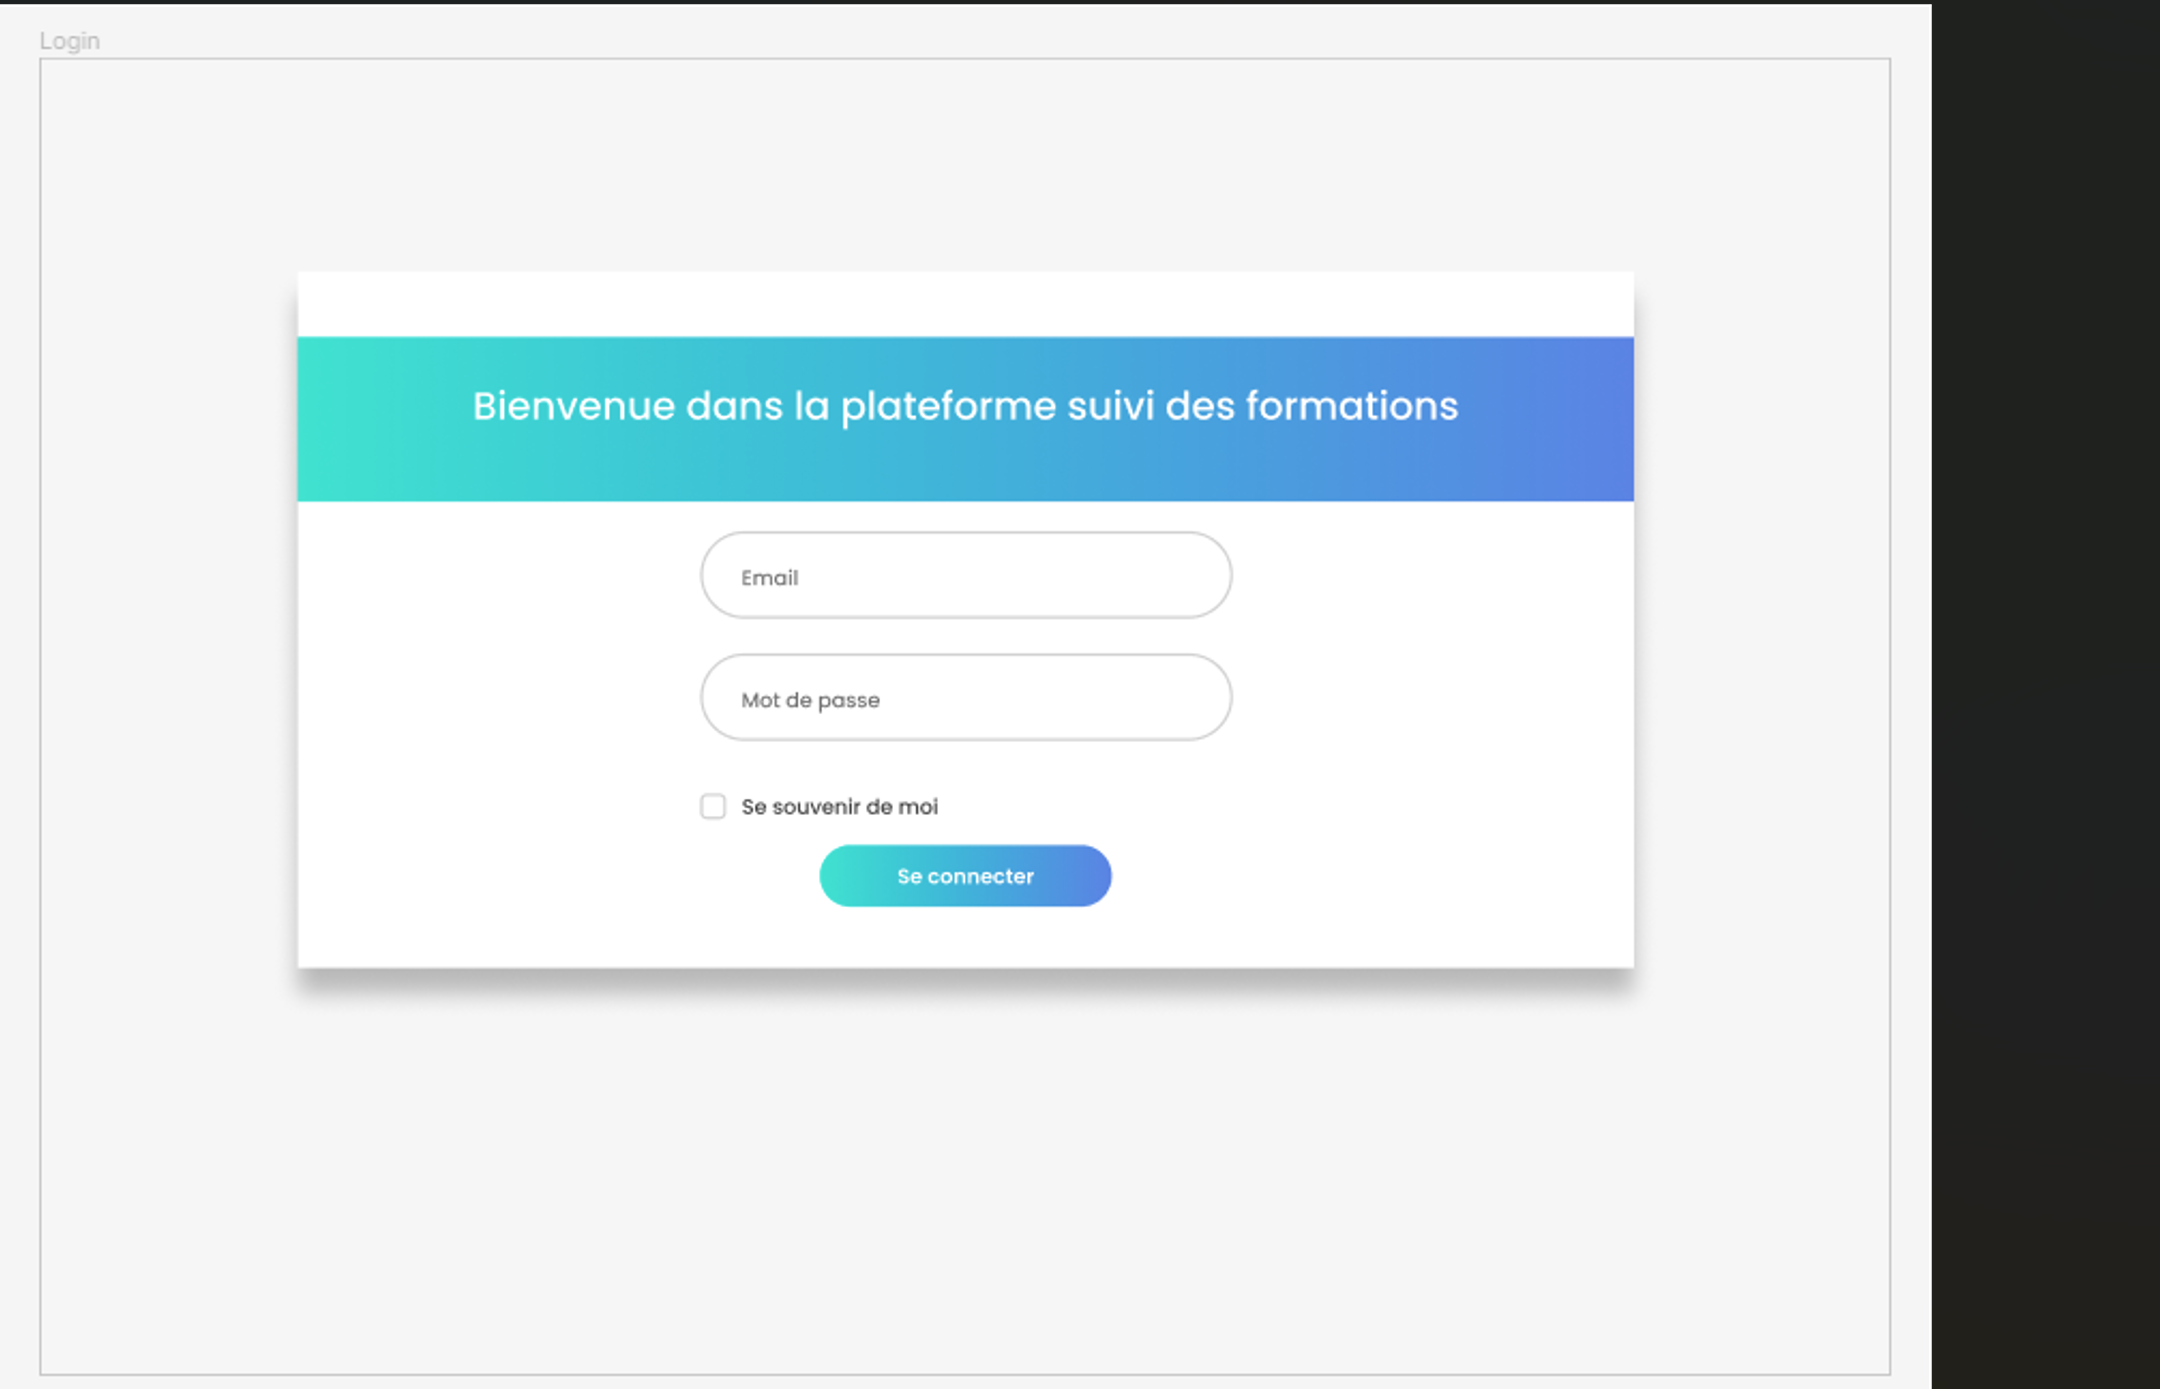 Login
Bienvenue dans la plateforme suivi des formations
Email
Mot de passe
Se souvenir de moi
Se connecter